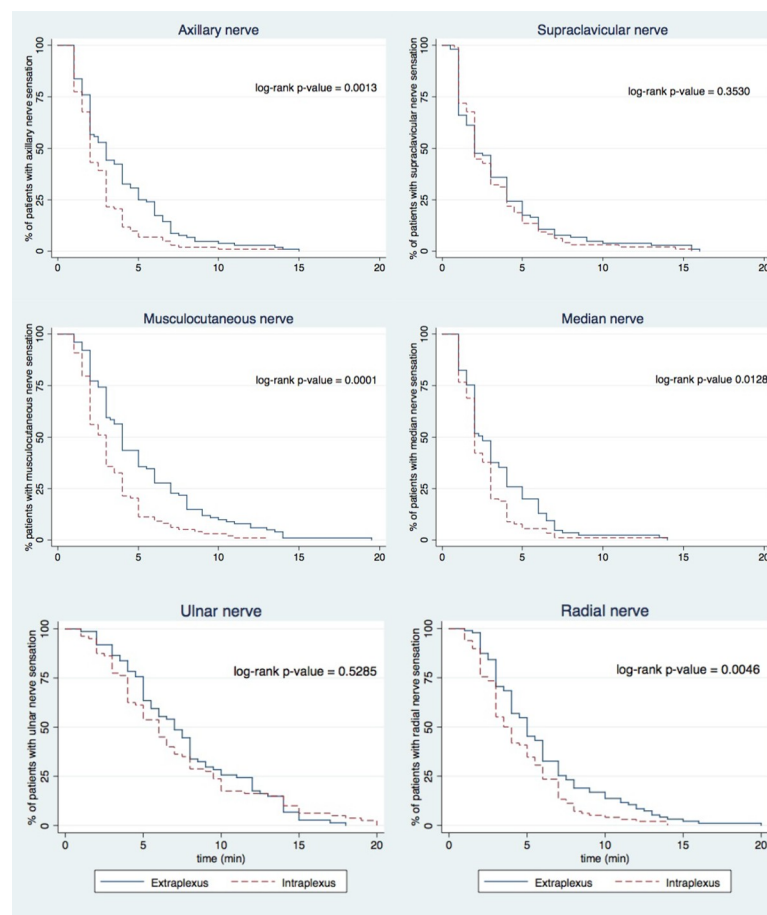 Axillary nerve
% of patients with axillary nerve sensation
100
75
50
25
0
log-rank p-value = 0.0013
0 5 10 15 20
Supraclavicular nerve
% of patients with supraclavicular nerve sensation
100
75
50
25
0
log-rank p-value = 0.3530
0 5 10 15 20
Musculocutaneous nerve
% patients with musculocutaneous nerve sensation
100
75
50
25
0
log-rank p-value = 0.0001
0 5 10 15 20
Median nerve
% of patients with median nerve sensation
100
75
50
25
0
log-rank p-value 0.0128
0 5 10 15 20
Ulnar nerve
% of patients with ulnar nerve sensation
100
75
50
25
0
log-rank p-value = 0.5285
0 5 10 15 20
time (min)
Extraplexus Intraplexus
Radial nerve
% of patients with radial nerve sensation
100
75
50
25
0
log-rank p-value = 0.0046
0 5 10 15 20
time (min)
Extraplexus Intraplexus